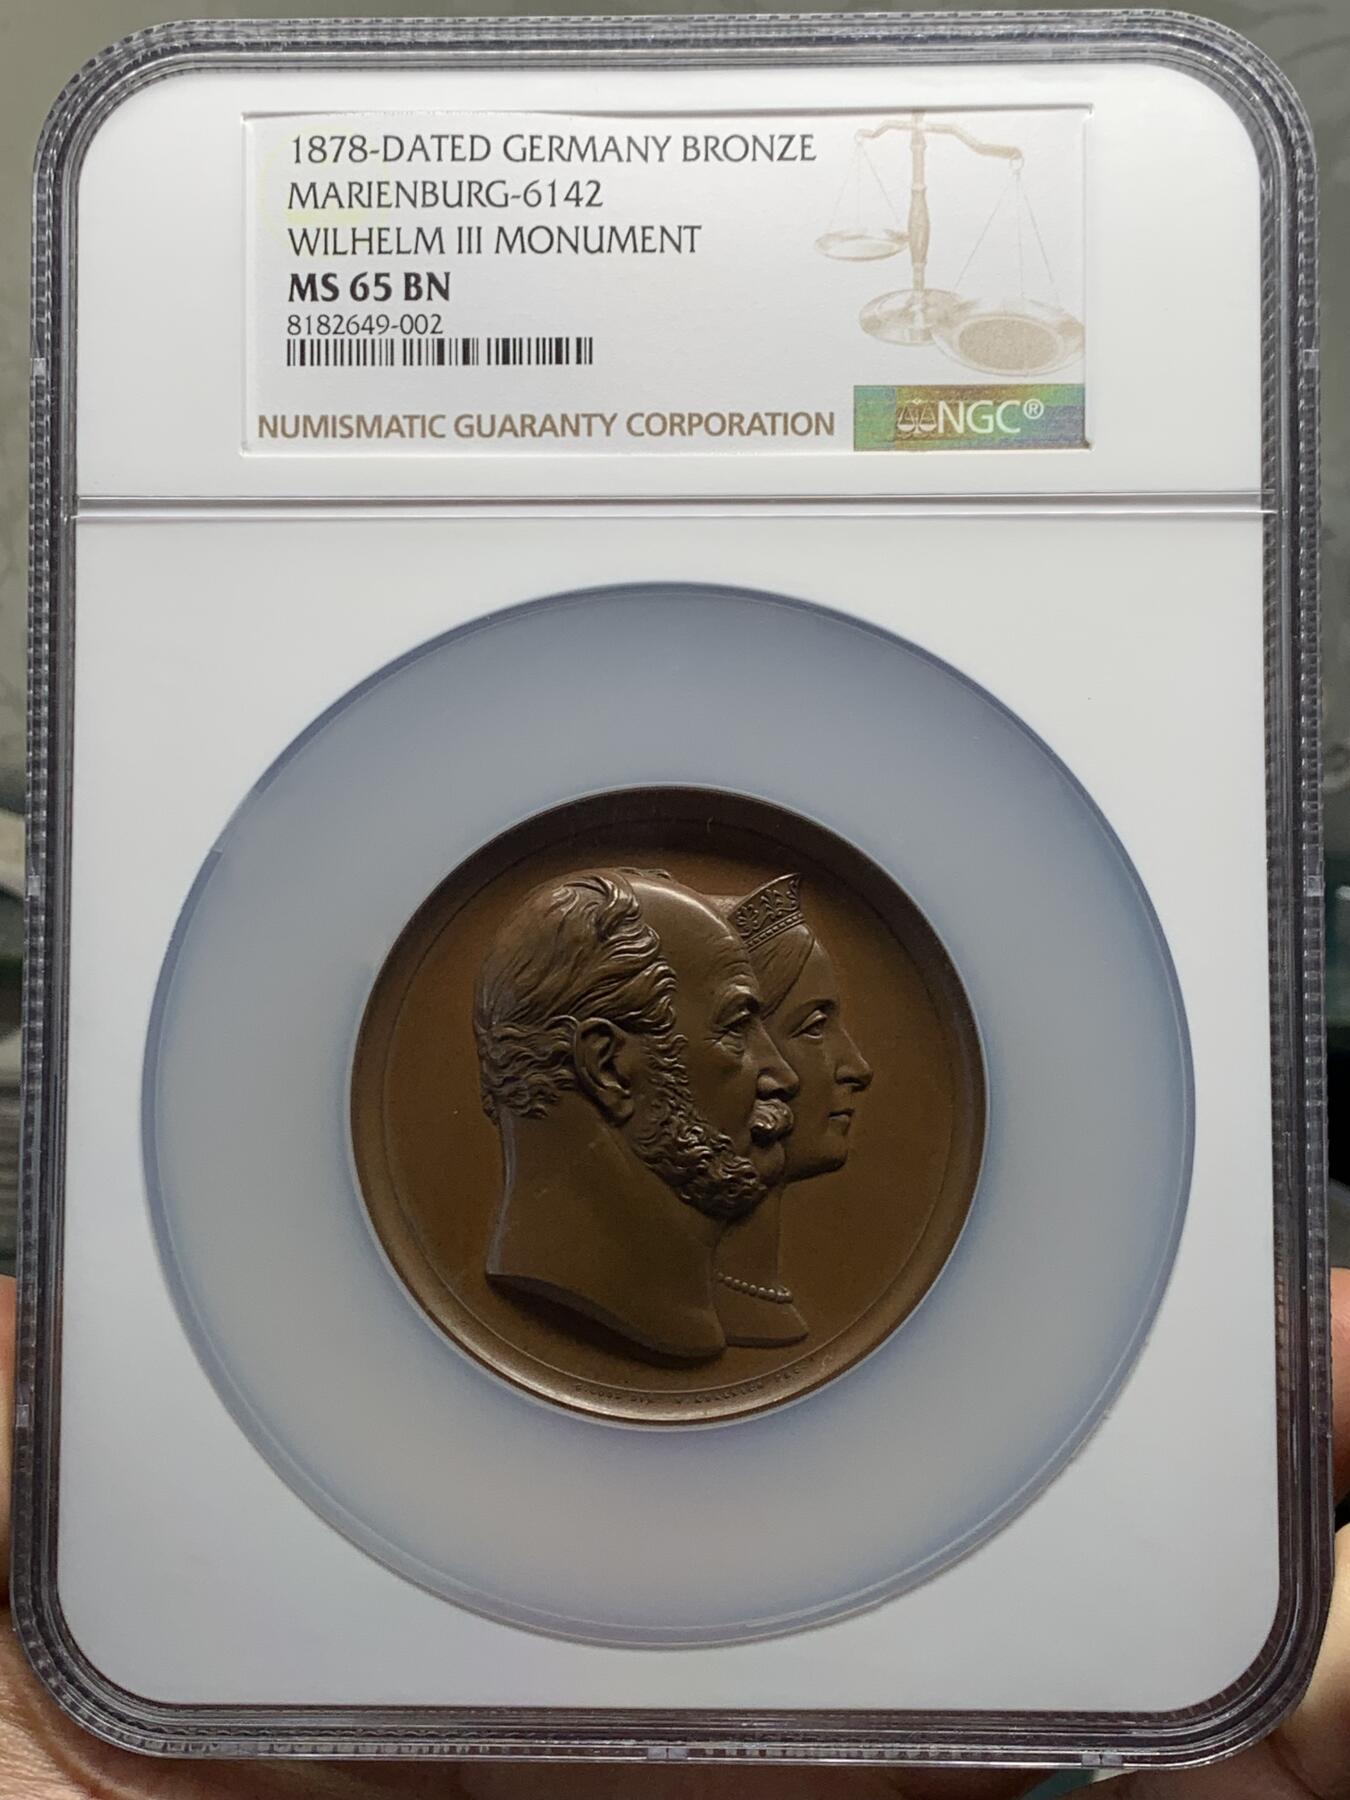 1878-DATED GERMANY BRONZE
MARIENBURG-6142
WILHELM III MONUMENT
MS 65 BN
8182649-002
NUMISMATIC GUARANTY CORPORATION
NGC®